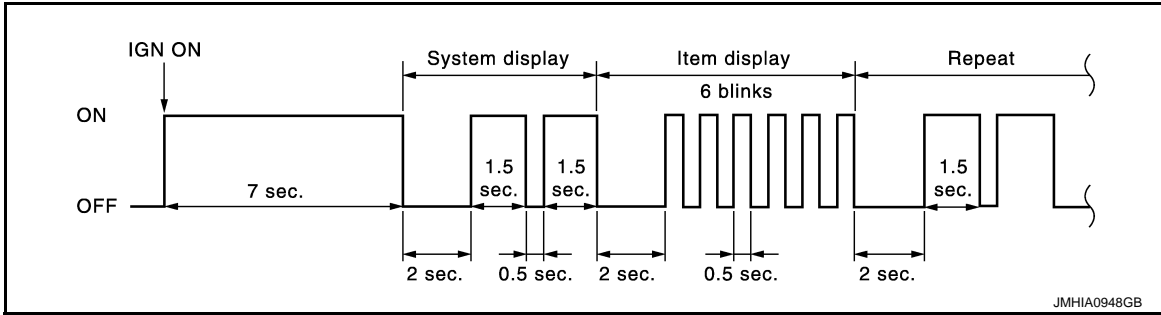 IGN ON
System display
Item display
Repeat
6 blinks
ON
1.5
sec.
1.5
sec.
1.5
sec.
7 sec.
OFF
2 sec.
0.5 sec.
2 sec.
0.5 sec.
2 sec.
JMHIA0948GB